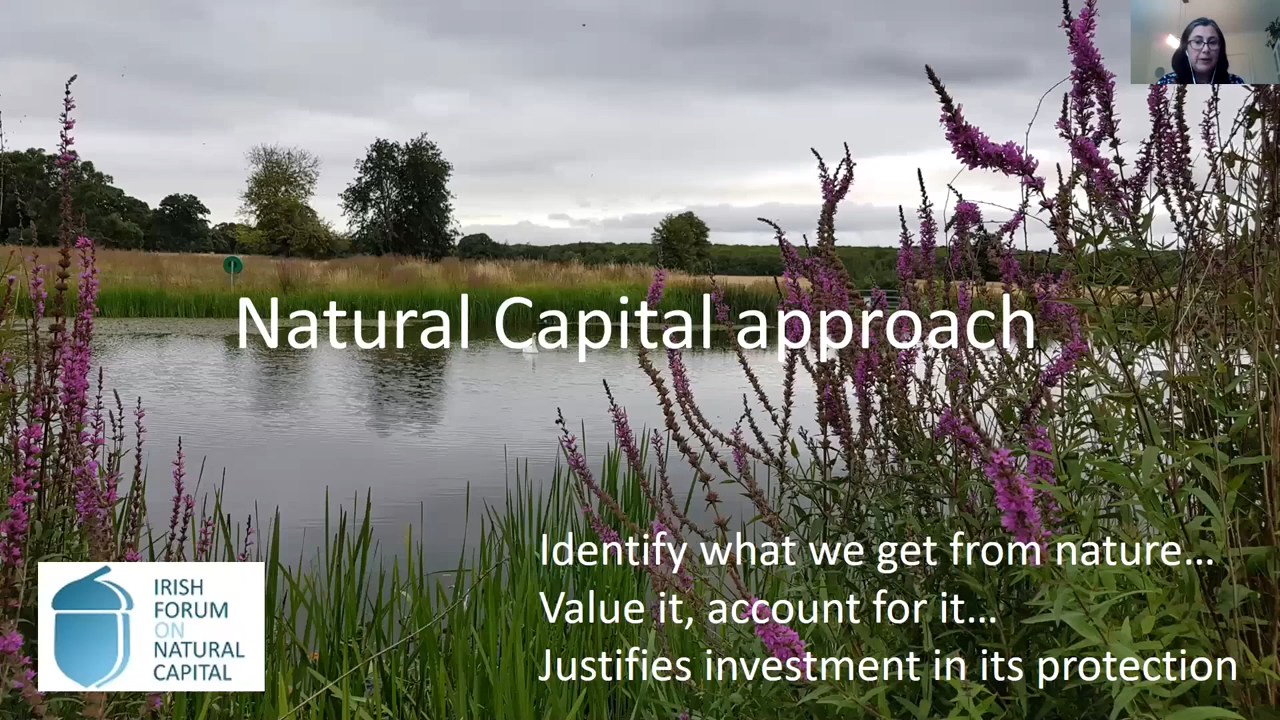 Natural Capital approach
Identify what we get from nature...
Value it, account for it...
Justifies investment in its protection
IRISH
FORUM
ON
NATURAL
CAPITAL